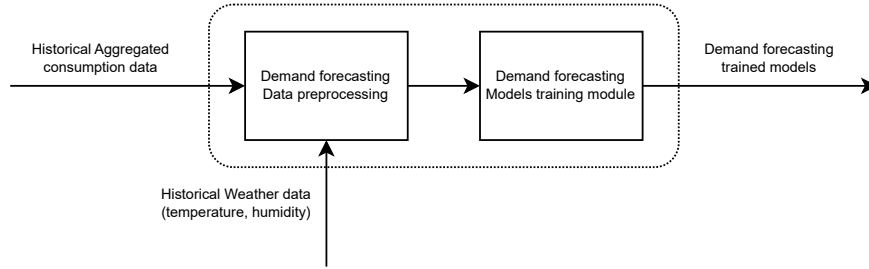 Historical Aggregated
consumption data
Demand forecasting
Data preprocessing
Demand forecasting
Models training module
Demand forecasting
trained models
Historical Weather data
(temperature, humidity)